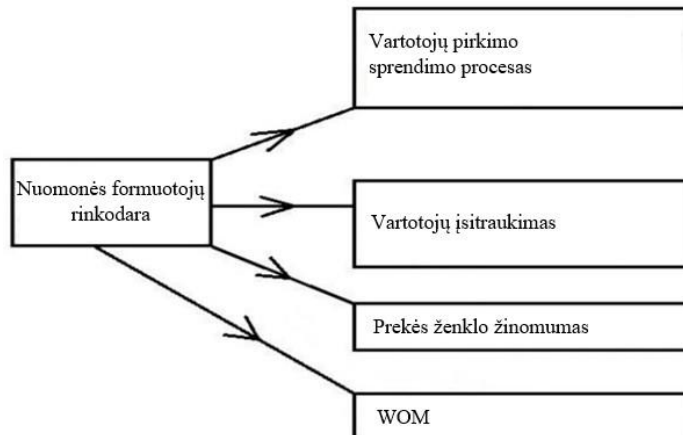 Vartotojų pirkimo
sprendimo procesas
Nuomonės formuotojų
rinkodara
Vartotojų įsitraukimas
Prekės ženklo žinomumas
WOM